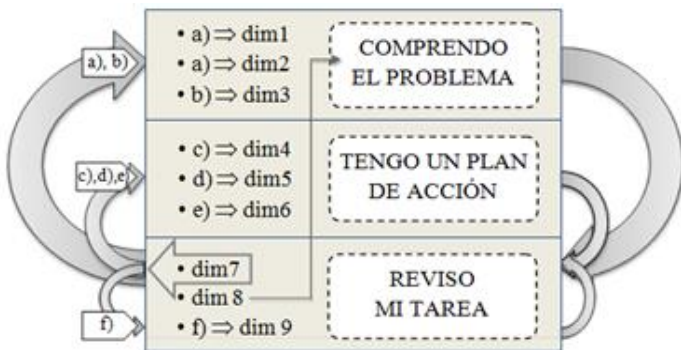 a), b)
• a) ⇒ dim1
• a) ⇒ dim2
• b) ⇒ dim3
COMPRENDO
EL PROBLEMA
c),d),e
• c) ⇒ dim4
• d) ⇒ dim5
• e) ⇒ dim6
TENGO UN PLAN
DE ACCIÓN
• dim7
• dim 8
f)
• f) ⇒ dim 9
REVISO
MI TAREA